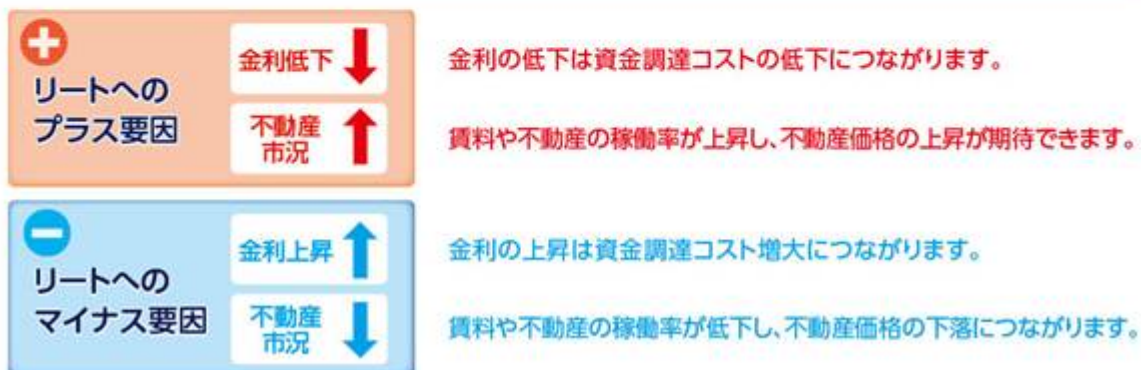 リートへの
プラス要因
金利低下
金利の低下は資金調達コストの低下につながります。
不動産
市況
賃料や不動産の稼働率が上昇し、不動産価格の上昇が期待できます。
リートへの
マイナス要因
金利上昇
金利の上昇は資金調達コスト増大につながります。
不動産
市況
賃料や不動産の稼働率が低下し、不動産価格の下落につながります。